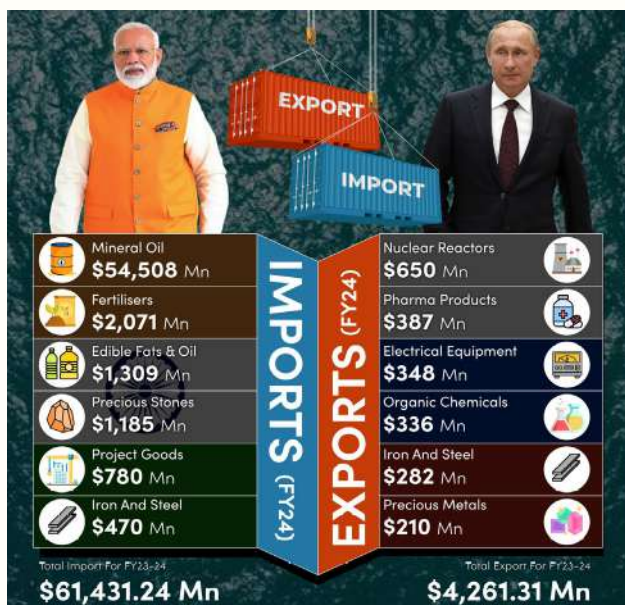 EXPORT
IMPORT
IMPORTS (FY24)
Mineral Oil
$54,508 Mn
Fertilisers
$2,071 Mn
Edible Fats & Oil
$1,309 Mn
Precious Stones
$1,185 Mn
Project Goods
$780 Mn
Iron And Steel
$470 Mn
Total Import For FY23-24
$61,431.24 Mn
EXPORTS (FY24)
Nuclear Reactors
$650 Mn
Pharma Products
$387 Mn
Electrical Equipment
$348 Mn
Organic Chemicals
$336 Mn
Iron And Steel
$282 Mn
Precious Metals
$210 Mn
Total Export For FY23-24
$4,261.31 Mn